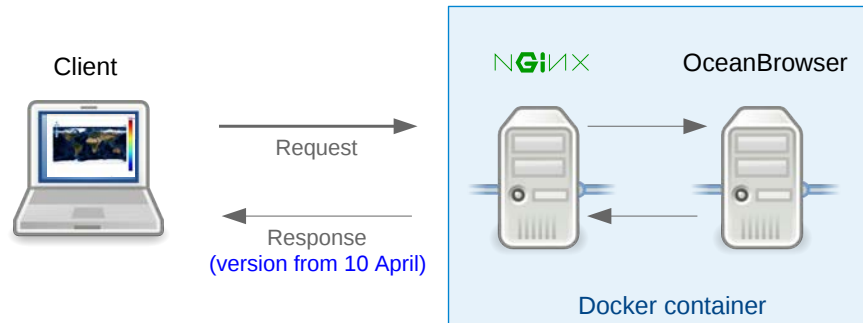 Client
NGiNX
OceanBrowser
Request
Response
(version from 10 April)
Docker container